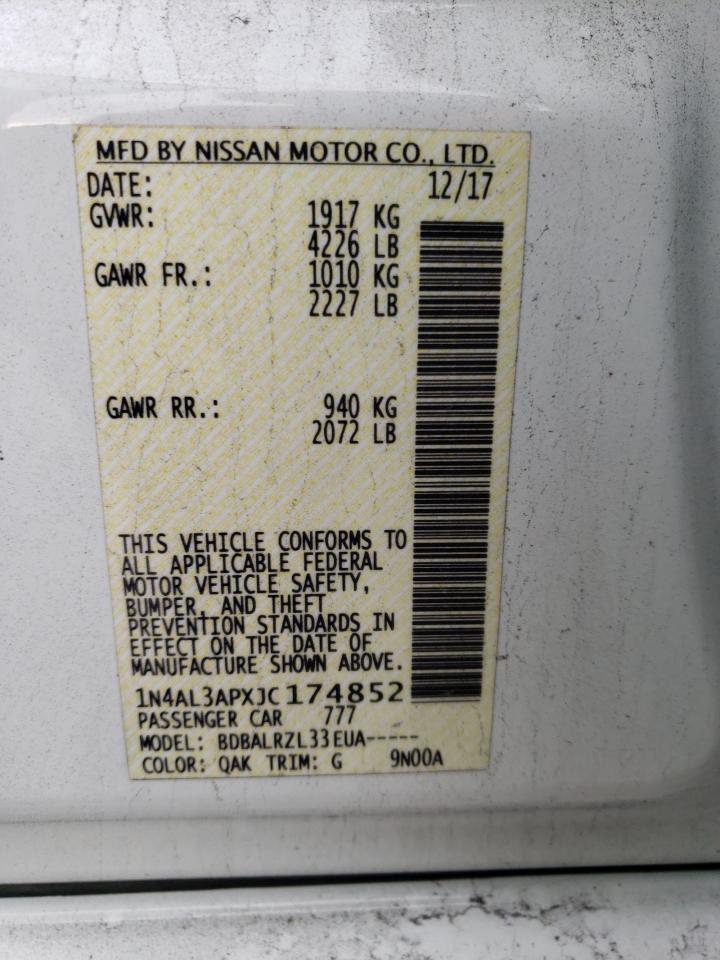 MFD BY NISSAN MOTOR CO., LTD.
DATE: 12/17
GVWR: 1917 KG
4226 LB
GAWR FR.: 1010 KG
2227 LB
GAWR RR.: 940 KG
2072 LB
THIS VEHICLE CONFORMS TO
ALL APPLICABLE FEDERAL
MOTOR VEHICLE SAFETY,
BUMPER, AND THEFT
PREVENTION STANDARDS IN
EFFECT ON THE DATE OF
MANUFACTURE SHOWN ABOVE.
1N4AL3APXJC174852
PASSENGER CAR 777
MODEL: BDBALRZL33EUA-----
COLOR: QAK TRIM: G 9N00A